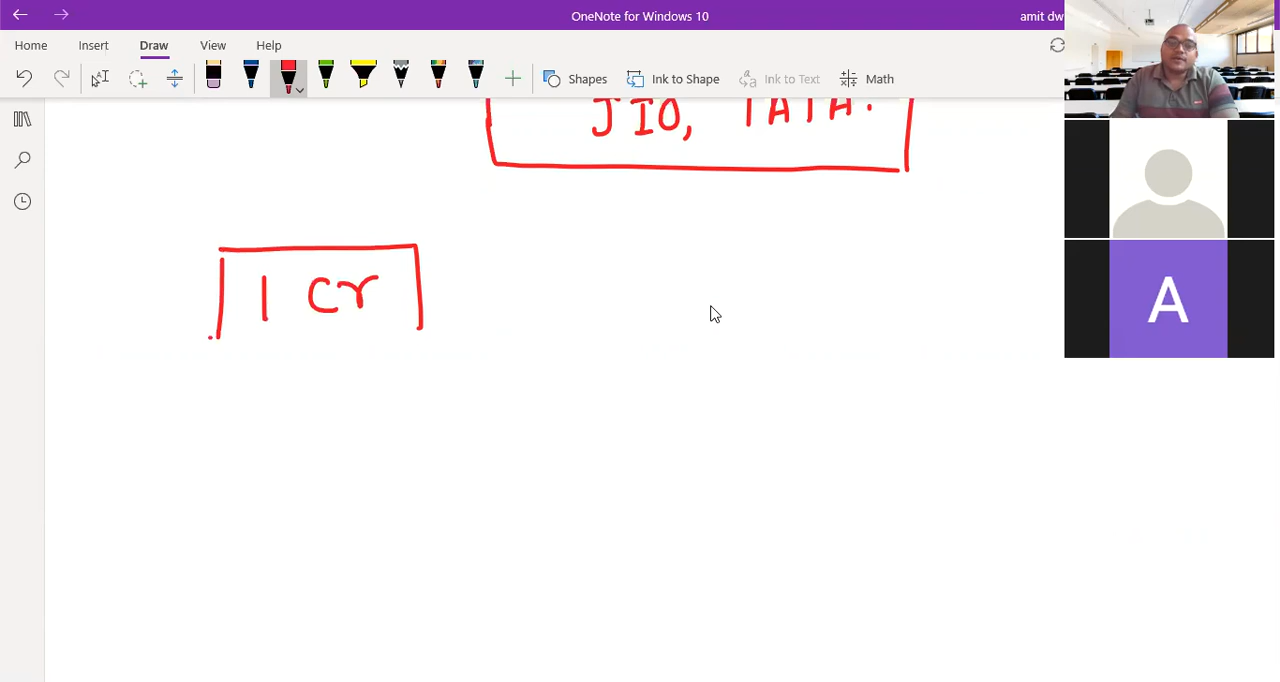 OneNote for Windows 10
amit dw
Home Insert Draw View Help
Shapes Ink to Shape Ink to Text Math
JIO, TATA.
1 Cr
A